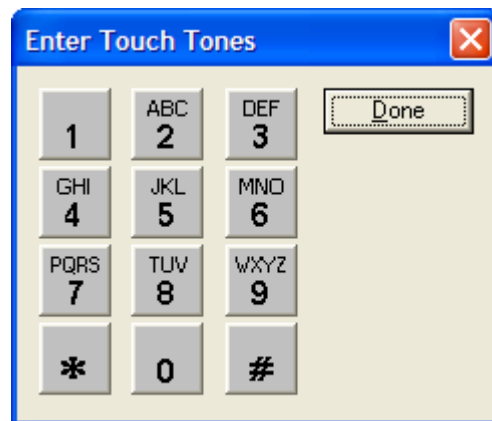 Enter Touch Tones
1
ABC
2
DEF
3
Done
GHI
4
JKL
5
MNO
6
PQRS
7
TUV
8
WXYZ
9
*
0
#